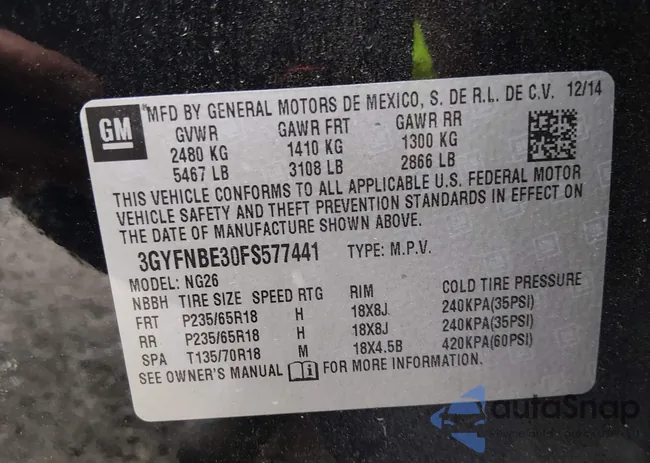 GM
MFD BY GENERAL MOTORS DE MEXICO, S. DE R.L. DE C.V. 12/14
GVWR GAWR FRT GAWR RR
2480 KG 1410 KG 1300 KG
5467 LB 3108 LB 2866 LB
THIS VEHICLE CONFORMS TO ALL APPLICABLE U.S. FEDERAL MOTOR
VEHICLE SAFETY AND THEFT PREVENTION STANDARDS IN EFFECT ON
THE DATE OF MANUFACTURE SHOWN ABOVE.
3GYFNBE30FS577441 TYPE: M.P.V.
MODEL: NG26
NBBH TIRE SIZE SPEED RTG RIM COLD TIRE PRESSURE
FRT P235/65R18 H 18X8J 240KPA(35PSI)
RR P235/65R18 H 18X8J 240KPA(35PSI)
SPA T135/70R18 M 18X4.5B 420KPA(60PSI)
SEE OWNER'S MANUAL FOR MORE INFORMATION.
autoSnap